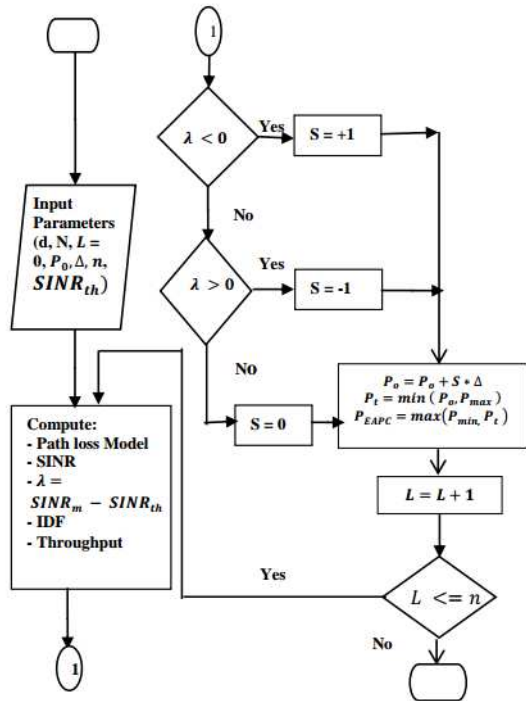 Input
Parameters
(d, N, L =
0, P₀, Δ, n,
SINR_th)
Compute:
- Path loss Model
- SINR
- λ =
SINR_m − SINR_th
- IDF
- Throughput
1
1
λ < 0
Yes
S = +1
No
λ > 0
Yes
S = -1
No
S = 0
P_o = P_o + S * Δ
P_t = min ( P_o, P_max )
P_EAPC = max(P_min, P_t )
L = L + 1
L <= n
Yes
No